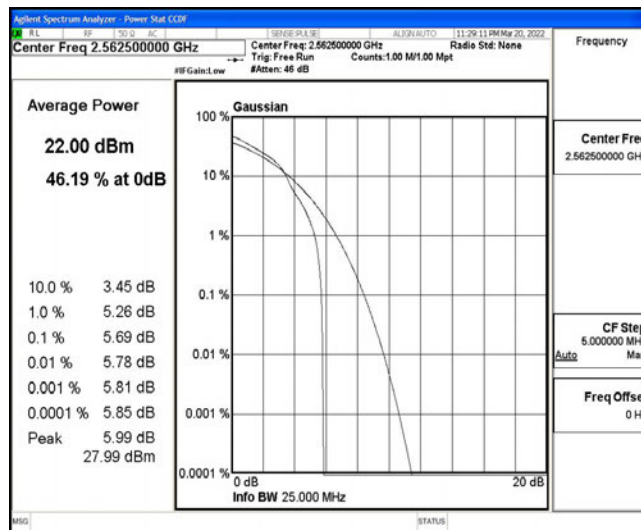 Agilent Spectrum Analyzer - Power Stat CCDF
RL RF 50 Ω AC SENSE:PULSE ALIGN AUTO 11:29:11 PM Mar 20, 2022
Center Freq 2.562500000 GHz
Center Freq: 2.562500000 GHz Radio Std: None
Trig: Free Run Counts:1.00 M/1.00 Mpt
#IFGain:Low #Atten: 46 dB
Frequency
Average Power
22.00 dBm
46.19 % at 0dB
10.0 % 3.45 dB
1.0 % 5.26 dB
0.1 % 5.69 dB
0.01 % 5.78 dB
0.001 % 5.81 dB
0.0001 % 5.85 dB
Peak 5.99 dB
27.99 dBm
Gaussian
100 %
10 %
1 %
0.1 %
0.01 %
0.001 %
0.0001 %
0 dB 20 dB
Info BW 25.000 MHz
Center Fre
2.562500000 GH
CF Ste
5.000000 MH
Auto Ma
Freq Offse
0 H
MSG STATUS